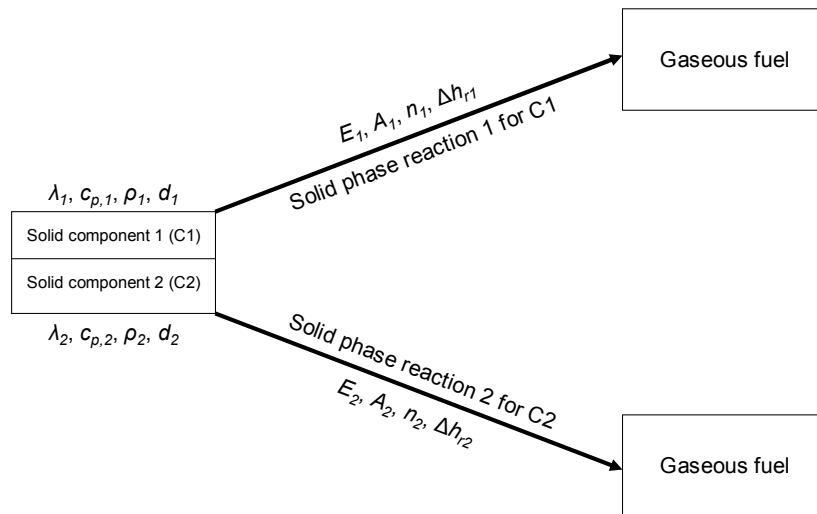 Gaseous fuel
E₁, A₁, n₁, Δhᵣ₁
Solid phase reaction 1 for C1
λ₁, cₚ,₁, ρ₁, d₁
Solid component 1 (C1)
Solid component 2 (C2)
λ₂, cₚ,₂, ρ₂, d₂
Solid phase reaction 2 for C2
E₂, A₂, n₂, Δhᵣ₂
Gaseous fuel